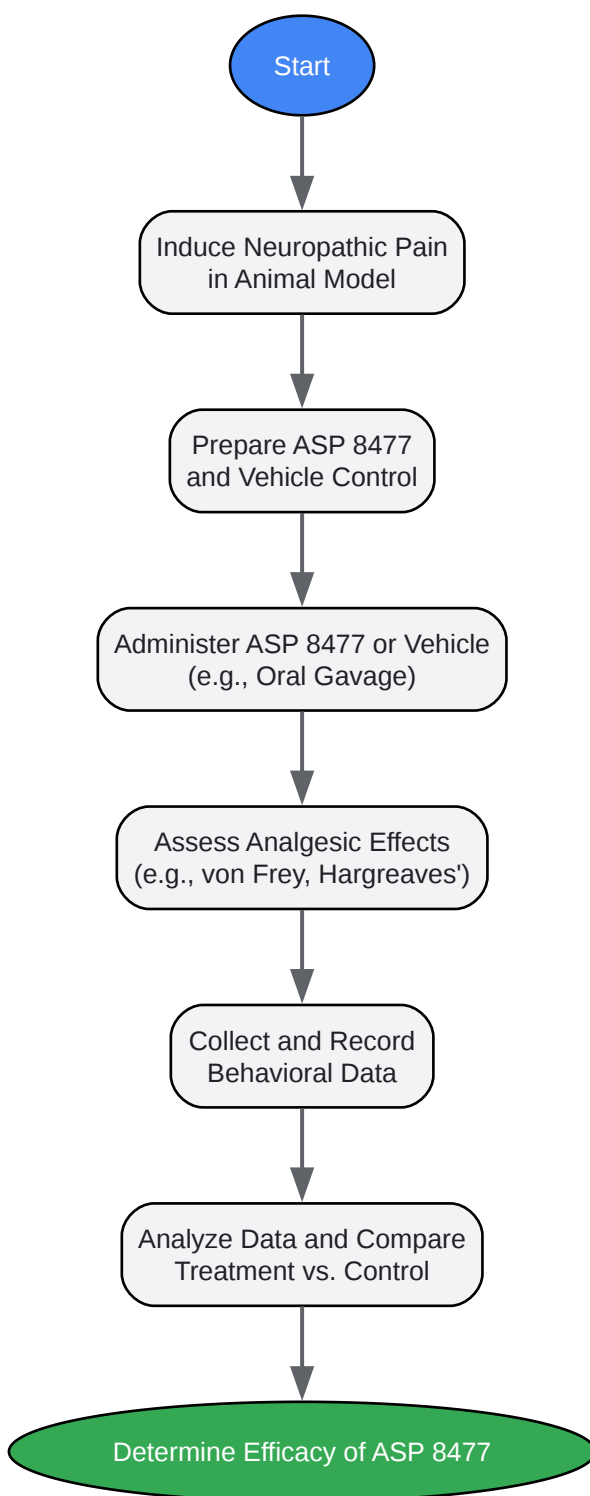 Start
Induce Neuropathic Pain
in Animal Model
Prepare ASP 8477
and Vehicle Control
Administer ASP 8477 or Vehicle
(e.g., Oral Gavage)
Assess Analgesic Effects
(e.g., von Frey, Hargreaves')
Collect and Record
Behavioral Data
Analyze Data and Compare
Treatment vs. Control
Determine Efficacy of ASP 8477